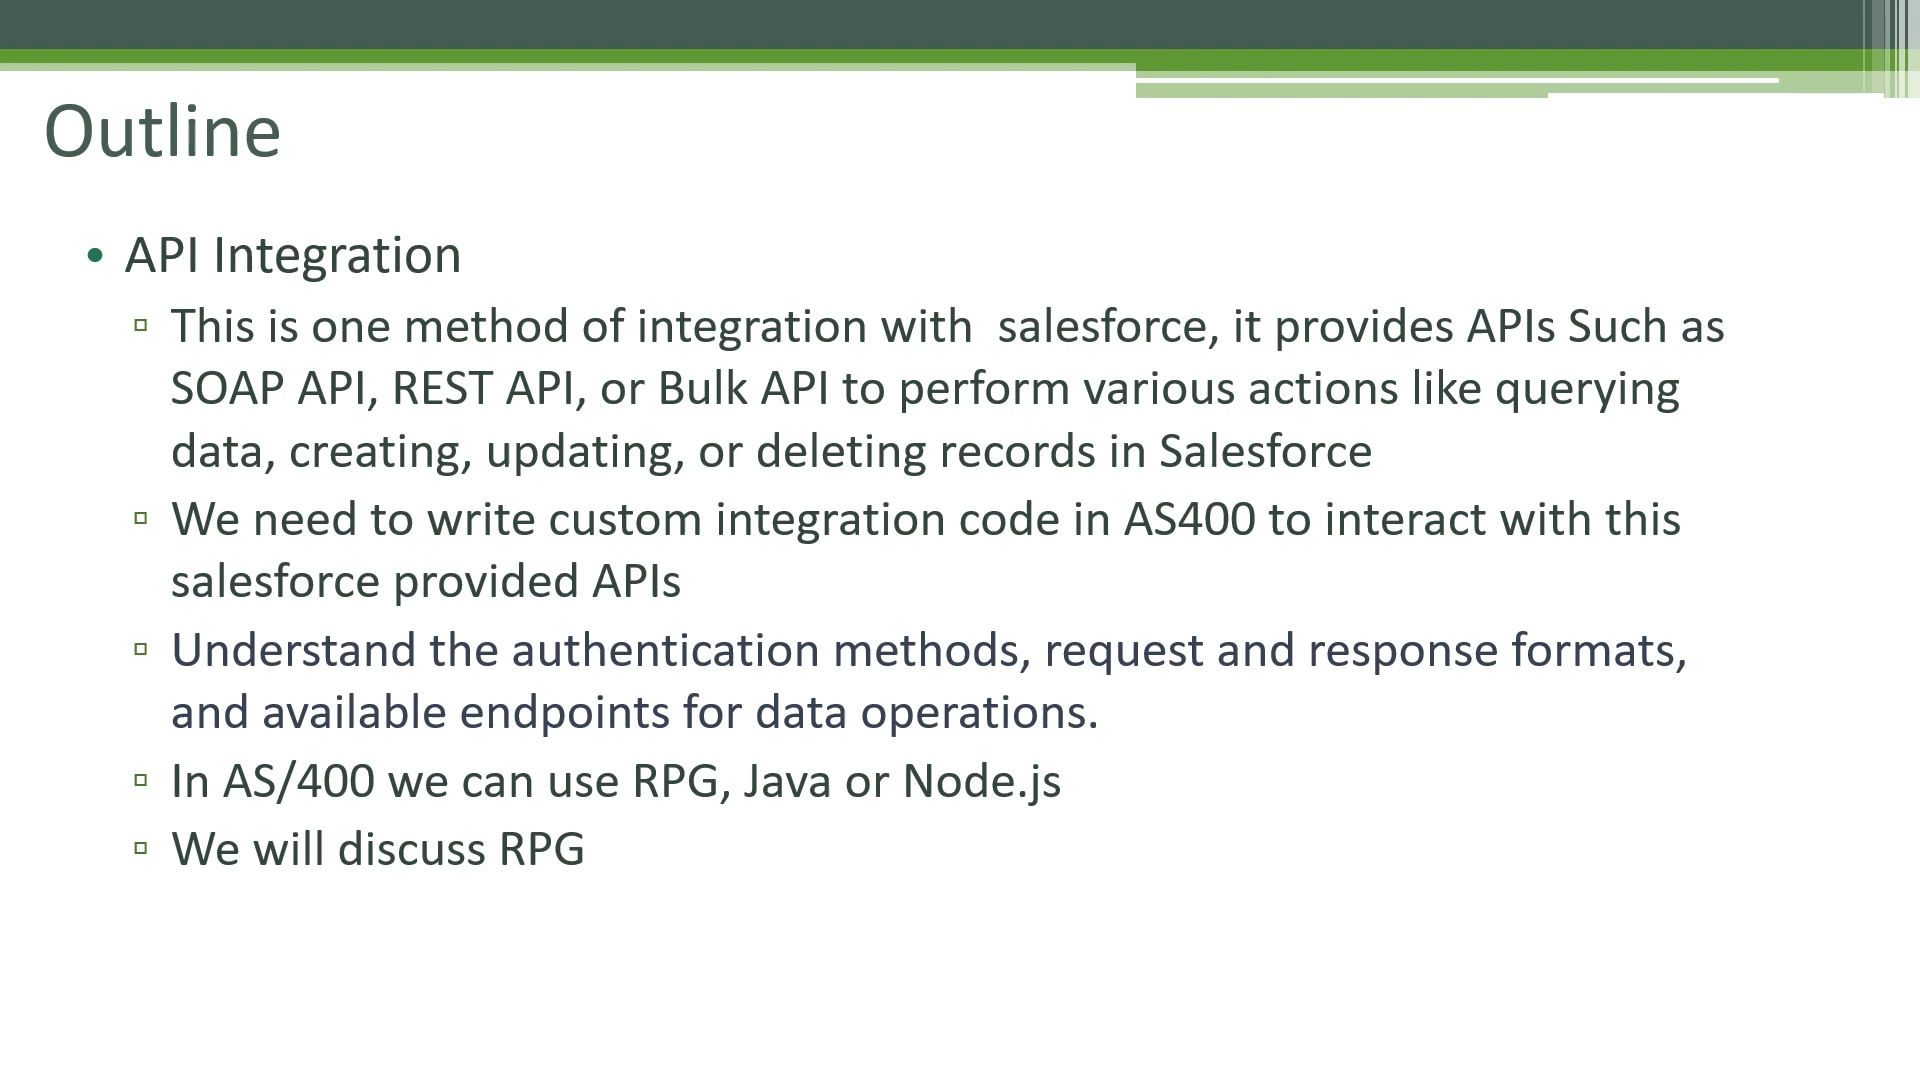 Outline
• API Integration
▫ This is one method of integration with  salesforce, it provides APIs Such as
SOAP API, REST API, or Bulk API to perform various actions like querying
data, creating, updating, or deleting records in Salesforce
▫ We need to write custom integration code in AS400 to interact with this
salesforce provided APIs
▫ Understand the authentication methods, request and response formats,
and available endpoints for data operations.
▫ In AS/400 we can use RPG, Java or Node.js
▫ We will discuss RPG